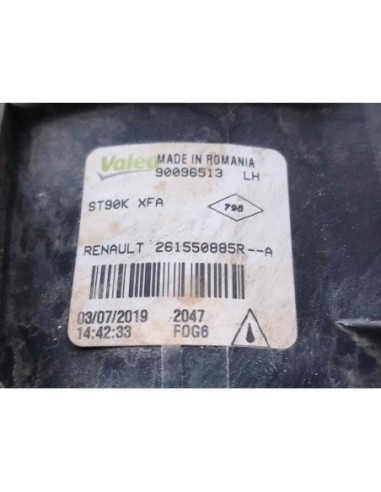 Valeo MADE IN ROMANIA
90096513 LH
ST90K XFA 796
RENAULT 261550885R--A
03/07/2019 2047
14:42:33 FOG6